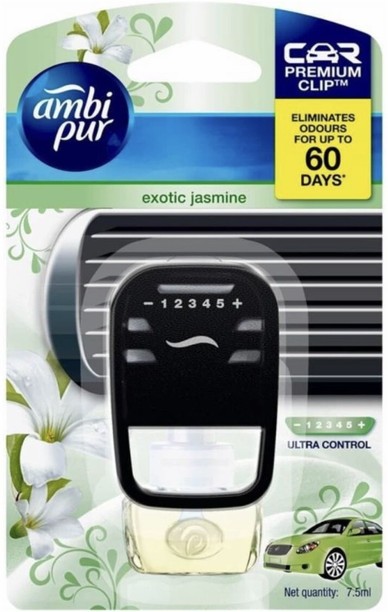 ambi
pur
CAR
PREMIUM
CLIP™
ELIMINATES
ODOURS
FOR UP TO
60
DAYS*
exotic jasmine
- 1 2 3 4 5 +
- 1 2 3 4 5 +
ULTRA CONTROL
Net quantity: 7.5ml